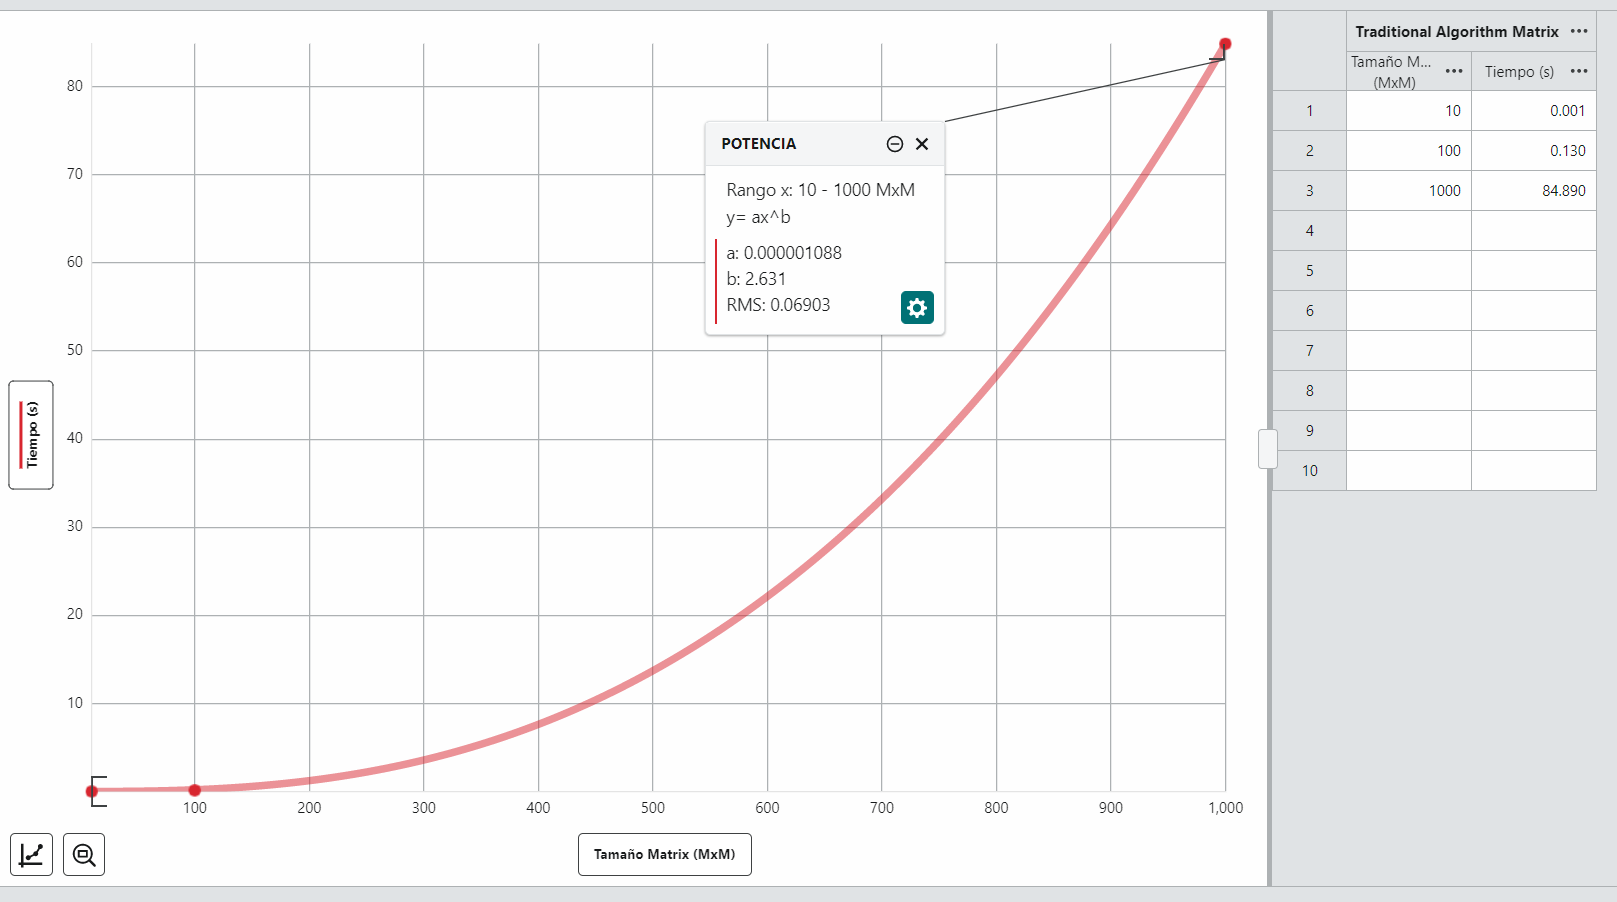 80
70
60
50
40
30
20
10
Tiempo (s)
100 200 300 400 500 600 700 800 900 1,000
Tamaño Matrix (MxM)
POTENCIA
Rango x: 10 - 1000 MxM
y= ax^b
a: 0.000001088
b: 2.631
RMS: 0.06903
Traditional Algorithm Matrix ···
Tamaño M... ··· Tiempo (s) ···
(MxM)
1 10 0.001
2 100 0.130
3 1000 84.890
4
5
6
7
8
9
10